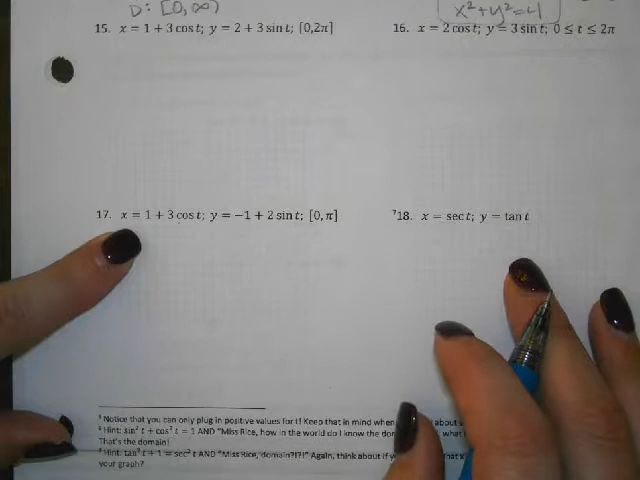 D: [0, ∞)
x²+y²=4
15. x = 1 + 3 cos t; y = 2 + 3 sin t; [0,2π]
16. x = 2 cos t; y = 3 sin t; 0 ≤ t ≤ 2π
17. x = 1 + 3 cos t; y = −1 + 2 sin t; [0, π]
⁷18. x = sec t; y = tan t
Notice that you can only plug in positive values for t! Keep that in mind when about
Hint: sin² t + cos² t = 1 AND "Miss Rice, how in the world do I know the what
That's the domain!
Hint: tan² t + 1 = sec² t AND "Miss Rice, domain?!?!" Again, think about if
your graph?